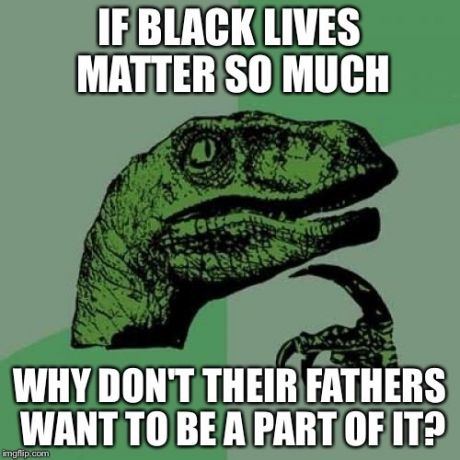 IF BLACK LIVES
MATTER SO MUCH
WHY DON'T THEIR FATHERS
WANT TO BE A PART OF IT?
imgflip.com